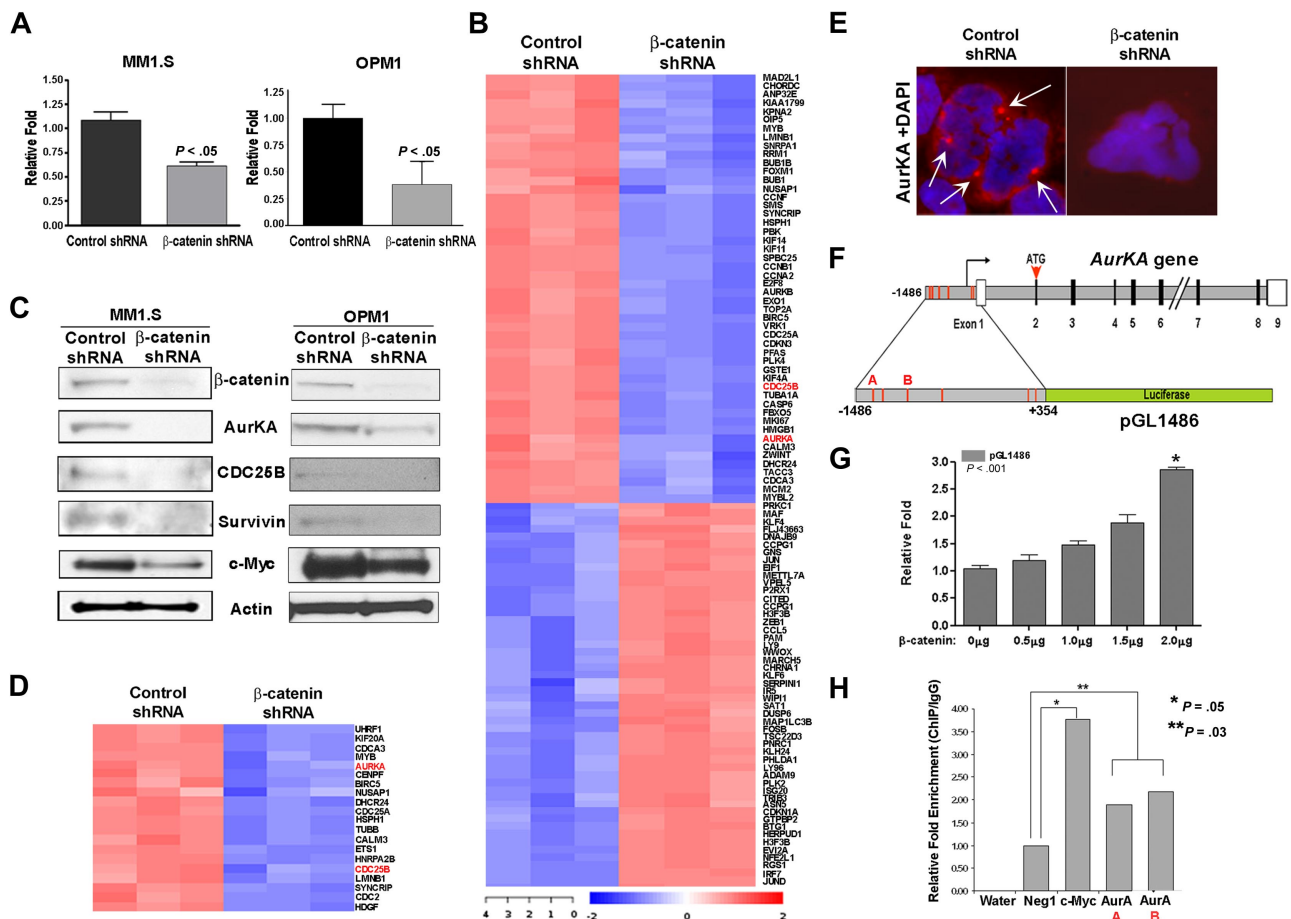 A
MM1.S
Relative Fold
1.50
1.25
1.00
0.75
0.50
0.25
0.00
P < .05
Control shRNA
β-catenin shRNA
OPM1
Relative Fold
1.25
1.00
0.75
0.50
0.25
0.00
P < .05
Control shRNA
β-catenin shRNA
B
Control shRNA
β-catenin shRNA
MAD2L1
CHORDC
ANP32E
KIAA1799
KPNA2
OIP5
MYB
LMNB1
SNRPA1
RRM1
BUB1B
FOXM1
BUB1
NUSAP1
CCNF
SMS
SYNCRIP
HSPH1
PBK
KIF14
KIF11
SPBC25
CCNB1
CCNA2
E2F8
AURKB
EXO1
TOP2A
BIRC5
VRK1
CDC25A
CDKN3
PFAS
PLK4
GSTE1
KIF4A
CDC25B
TUBA1A
CASP6
FBXO5
MKI67
HMGB1
AURKA
CALM3
ZWINT
DHCR24
TACC3
CDCA3
MCM2
MYBL2
PRKC1
MAF
KLF4
FLJ43663
DNAJB9
CCPG1
GNS
JUN
EIF1
METTL7A
VPEL5
P2RX1
CITED
CCPG1
H3F3B
ZEB1
CCL5
PAM
LY9
WWOX
MARCH5
CHRNA1
KLF6
SERPINI1
IR5
WIPI1
SAT1
DUSP6
MAP1LC3B
FOSB
TSC22D3
PNRC1
KLH24
PHLDA1
LY96
ADAM9
PLK2
ISG20
TRIB3
ASN5
CDKN1A
GTPBP2
BTG1
HERPUD1
H3F3B
EVI2A
NFE2L1
RGS1
IRF7
JUND
4 3 2 1 0
-2 0 2
C
MM1.S
OPM1
Control shRNA
β-catenin shRNA
Control shRNA
β-catenin shRNA
β-catenin
AurKA
CDC25B
Survivin
c-Myc
Actin
D
Control shRNA
β-catenin shRNA
UHRF1
KIF20A
CDCA3
MYB
AURKA
CENPF
BIRC5
NUSAP1
DHCR24
CDC25A
HSPH1
TUBB
CALM3
ETS1
HNRPA2B
CDC25B
LMNB1
SYNCRIP
CDC2
HDGF
E
Control shRNA
β-catenin shRNA
AurKA +DAPI
F
ATG
AurKA gene
-1486
Exon 1 2 3 4 5 6 7 8 9
A B
Luciferase
-1486 +354
pGL1486
G
pGL1486
P < .001
*
Relative Fold
3.0
2.5
2.0
1.5
1.0
0.5
0.0
β-catenin: 0μg 0.5μg 1.0μg 1.5μg 2.0μg
H
Relative Fold Enrichment (ChIP/IgG)
4.00
3.50
3.00
2.50
2.00
1.50
1.00
0.50
0.00
**
*
* P = .05
**P = .03
Water Neg1 c-Myc AurA AurA
A B